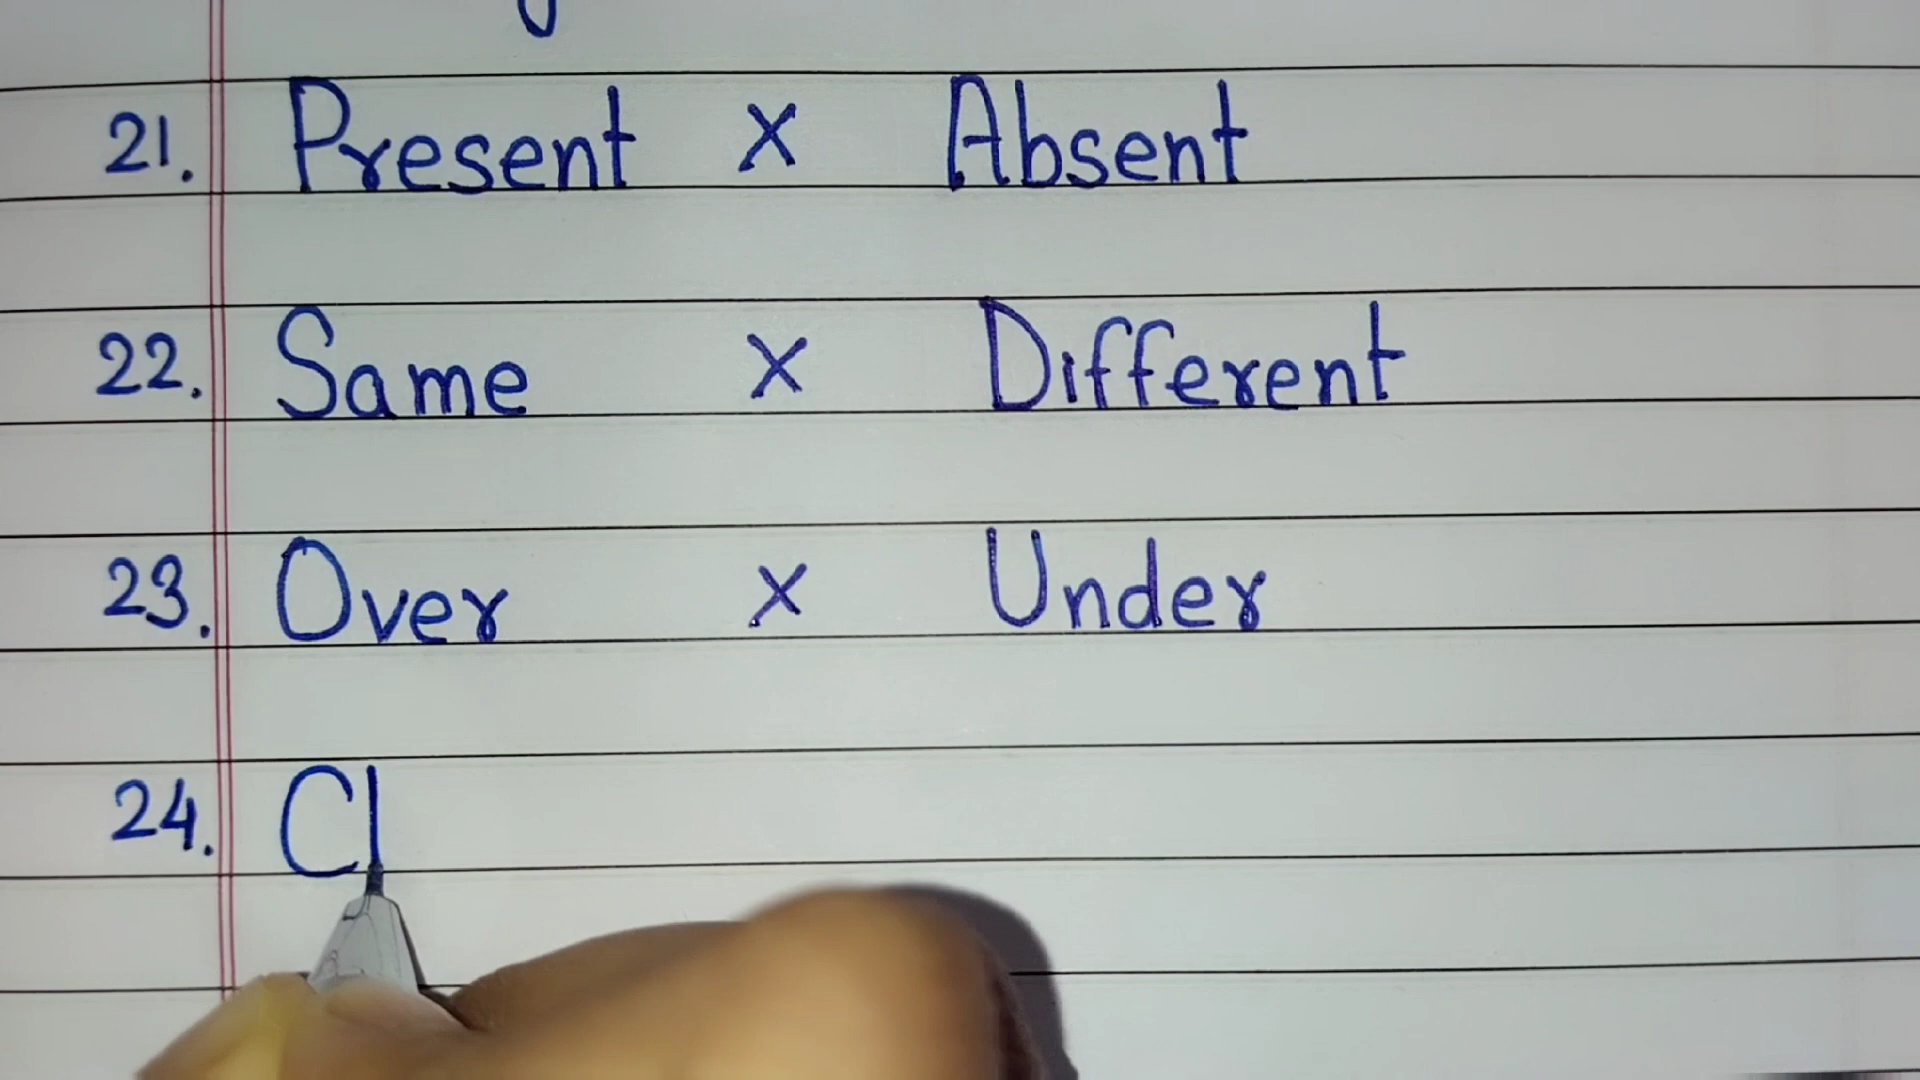 21. Present × Absent
22. Same × Different
23. Over × Under
24. Cl